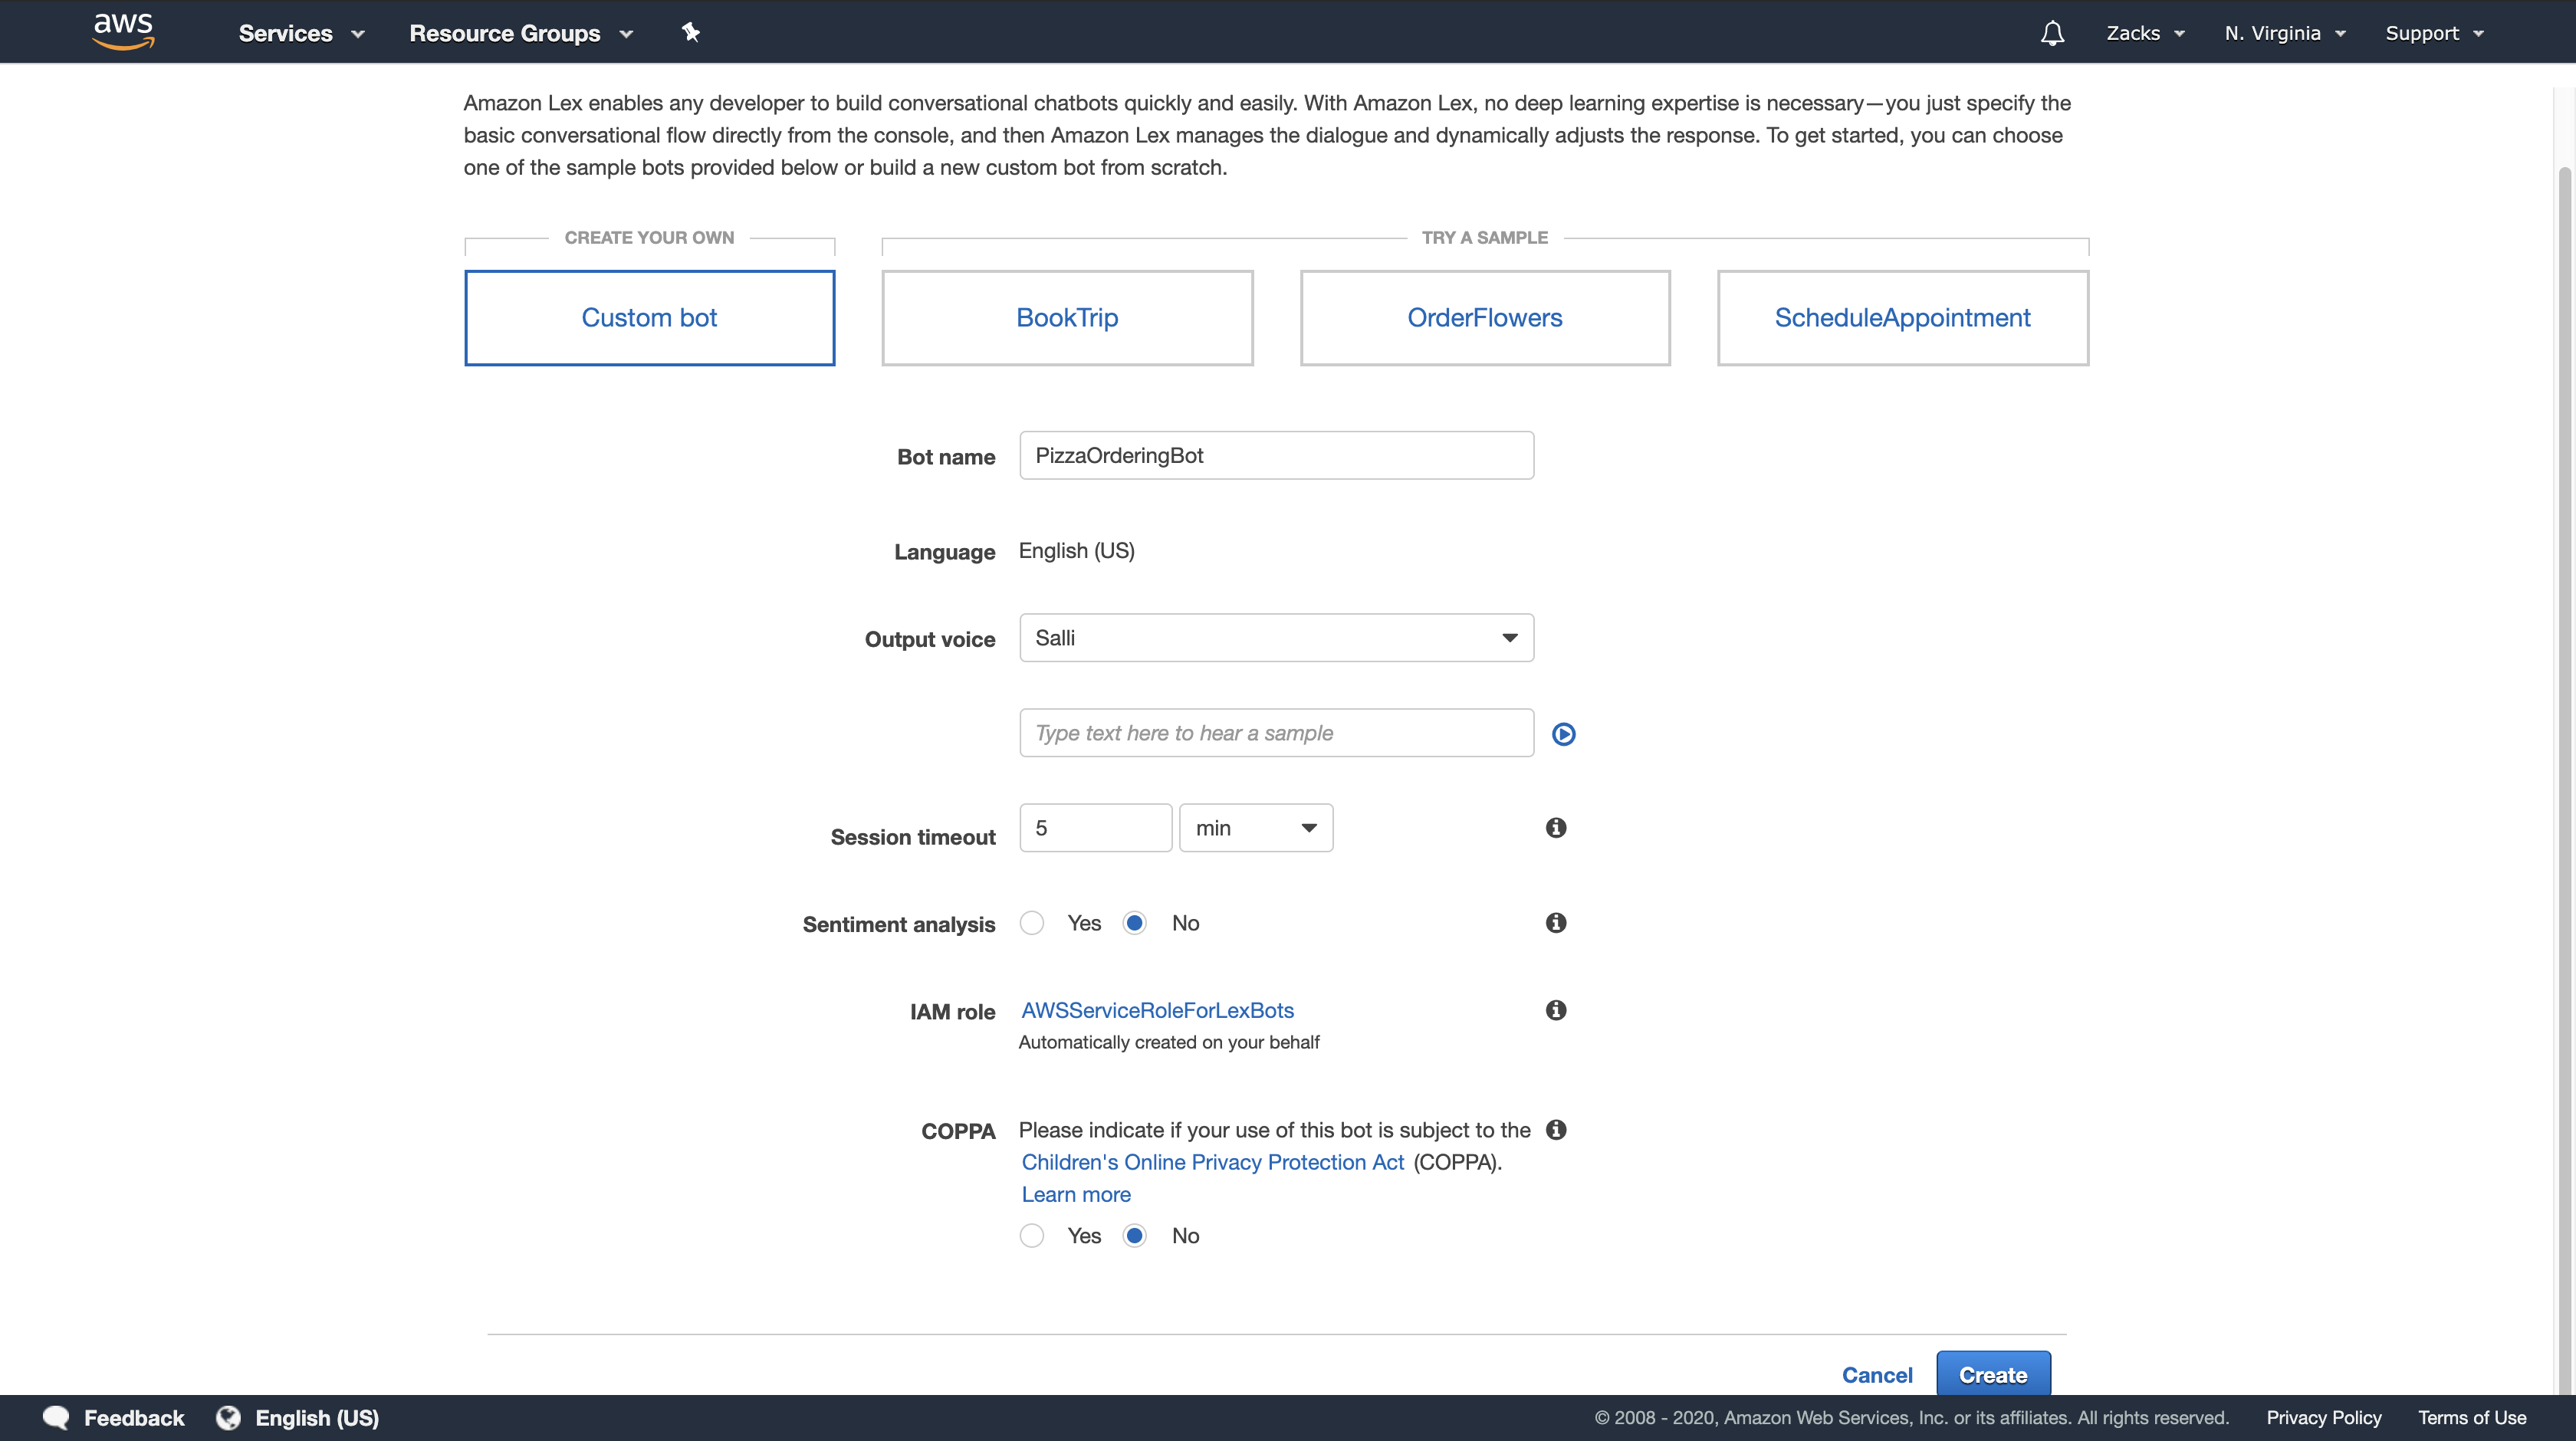 aws Services Resource Groups Zacks N. Virginia Support
Amazon Lex enables any developer to build conversational chatbots quickly and easily. With Amazon Lex, no deep learning expertise is necessary—you just specify the
basic conversational flow directly from the console, and then Amazon Lex manages the dialogue and dynamically adjusts the response. To get started, you can choose
one of the sample bots provided below or build a new custom bot from scratch.
CREATE YOUR OWN TRY A SAMPLE
Custom bot BookTrip OrderFlowers ScheduleAppointment
Bot name PizzaOrderingBot
Language English (US)
Output voice Salli
Type text here to hear a sample
Session timeout 5 min
Sentiment analysis Yes No
IAM role AWSServiceRoleForLexBots
Automatically created on your behalf
COPPA Please indicate if your use of this bot is subject to the
Children's Online Privacy Protection Act (COPPA).
Learn more
Yes No
Cancel Create
Feedback English (US) © 2008 - 2020, Amazon Web Services, Inc. or its affiliates. All rights reserved. Privacy Policy Terms of Use